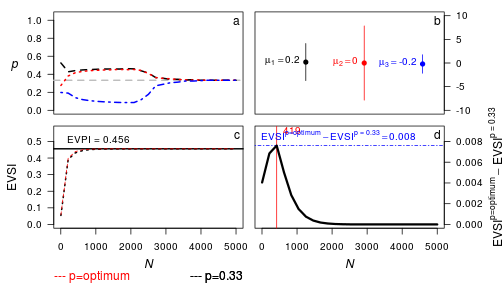 a
b
1.0
0.8
0.6
0.4
0.2
0.0
p
μ1 = 0.2
μ2 = 0
μ3 = -0.2
10
5
0
-5
-10
c
d
EVPI = 0.456
EVSI^p=optimum − EVSI^p = 0.33 = 0.008
419
0.5
0.4
0.3
0.2
0.1
0.0
EVSI
0.008
0.006
0.004
0.002
0.000
EVSI^p=optimum − EVSI^p = 0.33
0 1000 2000 3000 4000 5000
0 1000 2000 3000 4000 5000
N
N
--- p=optimum
--- p=0.33